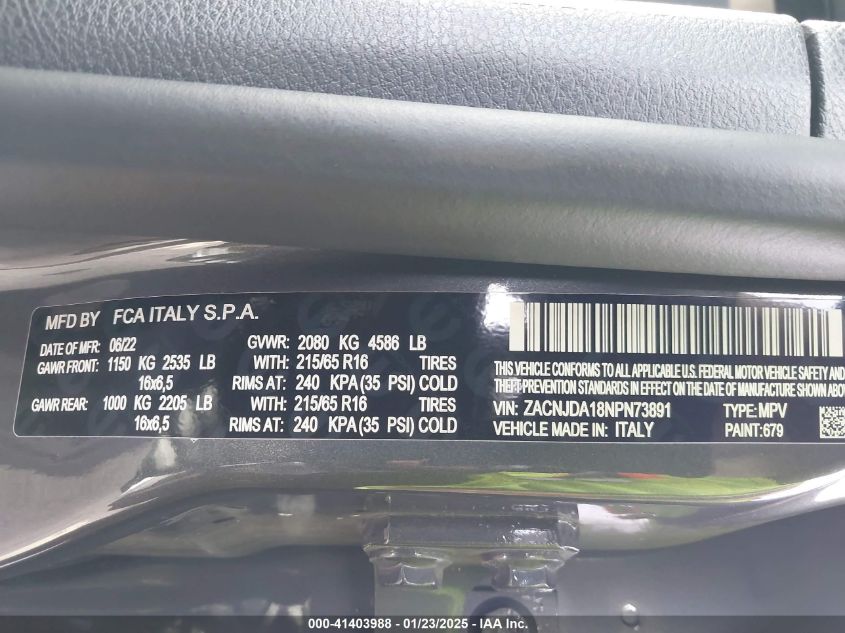 MFD BY FCA ITALY S.P.A.
DATE OF MFR: 06/22 GVWR: 2080 KG 4586 LB
GAWR FRONT: 1150 KG 2535 LB WITH: 215/65 R16 TIRES
16x6,5 RIMS AT: 240 KPA (35 PSI) COLD
GAWR REAR: 1000 KG 2205 LB WITH: 215/65 R16 TIRES
16x6,5 RIMS AT: 240 KPA (35 PSI) COLD
THIS VEHICLE CONFORMS TO ALL APPLICABLE U.S. FEDERAL MOTOR VEHICLE SAFETY AND
THEFT PREVENTION STANDARDS IN EFFECT ON THE DATE OF MANUFACTURE SHOWN ABOV
VIN: ZACNJDA18NPN73891 TYPE: MPV
VEHICLE MADE IN: ITALY PAINT: 679
000-41403988 - 01/23/2025 - IAA Inc.